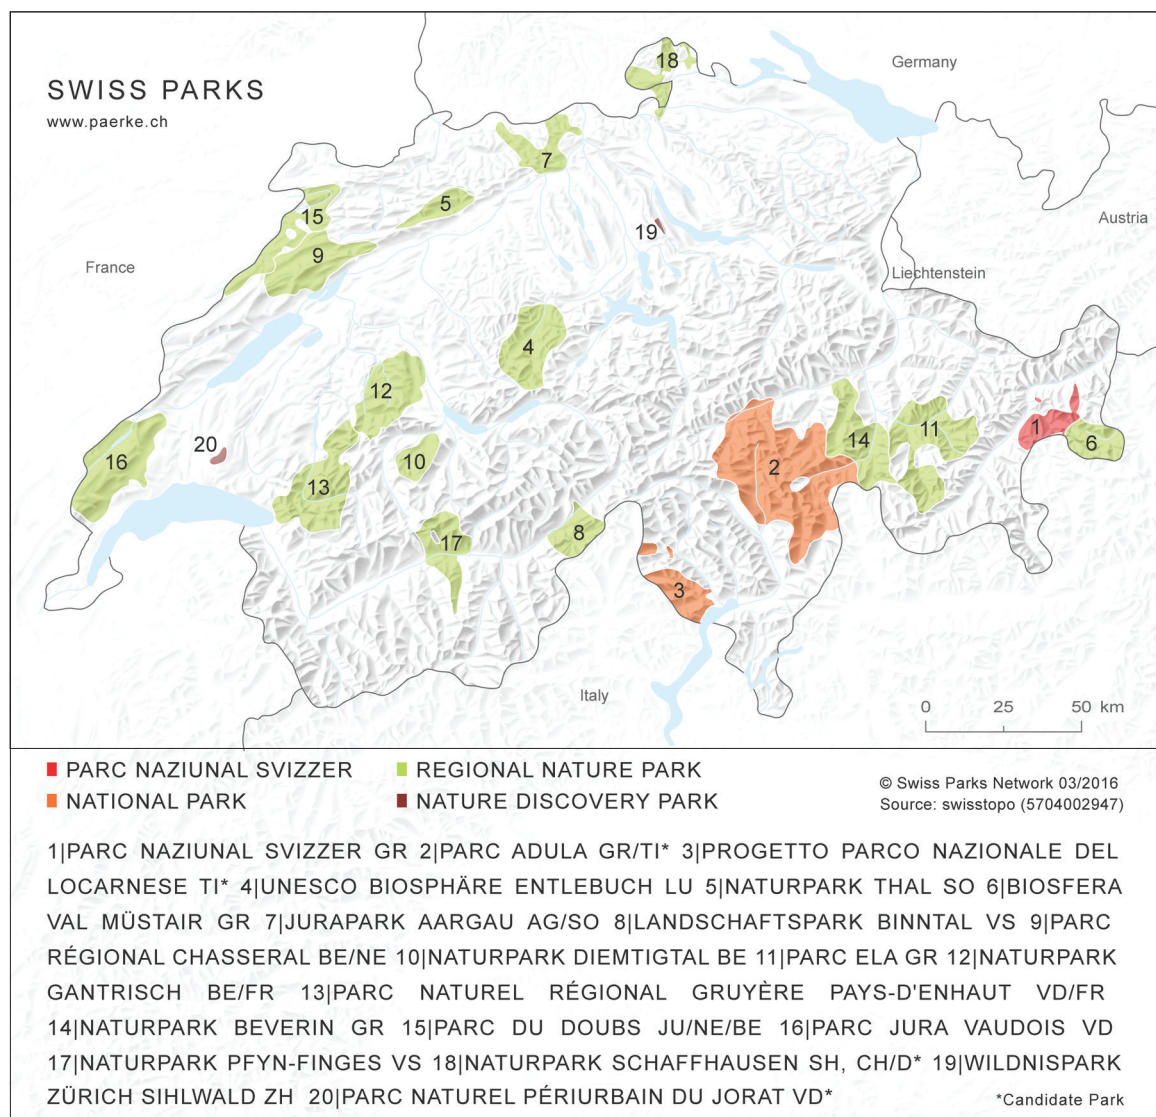 SWISS PARKS
www.paerke.ch
18
Germany
7
5
15
19
Austria
9
France
Liechtenstein
4
12
1
11
14
6
20
16
10
2
13
8
17
3
Italy
0 25 50 km
PARC NAZIUNAL SVIZZER
REGIONAL NATURE PARK
NATIONAL PARK
NATURE DISCOVERY PARK
© Swiss Parks Network 03/2016
Source: swisstopo (5704002947)
1|PARC NAZIUNAL SVIZZER GR 2|PARC ADULA GR/TI* 3|PROGETTO PARCO NAZIONALE DEL
LOCARNESE TI* 4|UNESCO BIOSPHÄRE ENTLEBUCH LU 5|NATURPARK THAL SO 6|BIOSFERA
VAL MÜSTAIR GR 7|JURAPARK AARGAU AG/SO 8|LANDSCHAFTSPARK BINNTAL VS 9|PARC
RÉGIONAL CHASSERAL BE/NE 10|NATURPARK DIEMTIGTAL BE 11|PARC ELA GR 12|NATURPARK
GANTRISCH BE/FR 13|PARC NATUREL RÉGIONAL GRUYÈRE PAYS-D'ENHAUT VD/FR
14|NATURPARK BEVERIN GR 15|PARC DU DOUBS JU/NE/BE 16|PARC JURA VAUDOIS VD
17|NATURPARK PFYN-FINGES VS 18|NATURPARK SCHAFFHAUSEN SH, CH/D* 19|WILDNISPARK
ZÜRICH SIHLWALD ZH 20|PARC NATUREL PÉRIURBAIN DU JORAT VD*
*Candidate Park